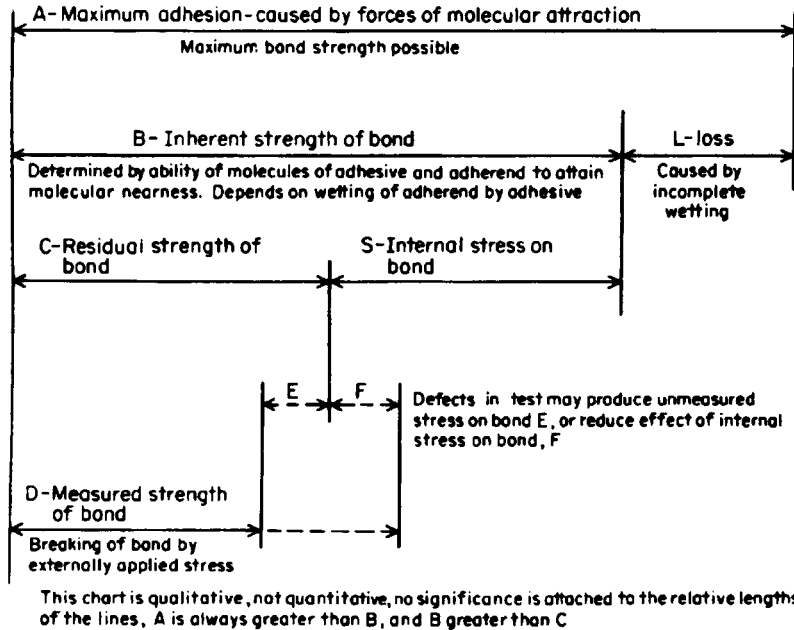 A-Maximum adhesion-caused by forces of molecular attraction
Maximum bond strength possible
B- Inherent strength of bond
L-loss
Determined by ability of molecules of adhesive and adherend to attain
molecular nearness. Depends on wetting of adherend by adhesive
Caused by
incomplete
wetting
C-Residual strength of
bond
S-Internal stress on
bond
E
F
Defects in test may produce unmeasured
stress on bond E, or reduce effect of internal
stress on bond, F
D-Measured strength
of bond
Breaking of bond by
externally applied stress
This chart is qualitative, not quantitative, no significance is attached to the relative lengths
of the lines, A is always greater than B, and B greater than C